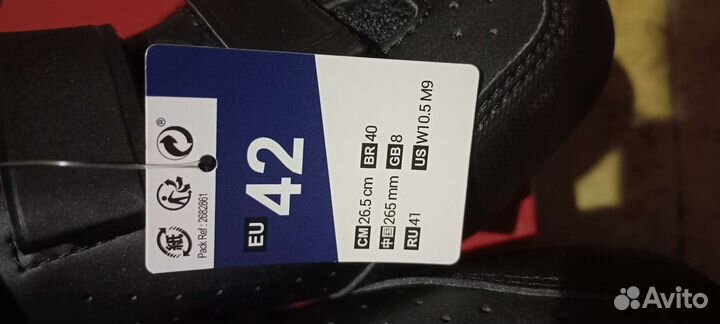 EU 42
CM 26.5 cm BR 40
中国 265 mm GB 8
RU 41 US W10.5 M9
®
紙
Pack Ref : 2682861
Avito